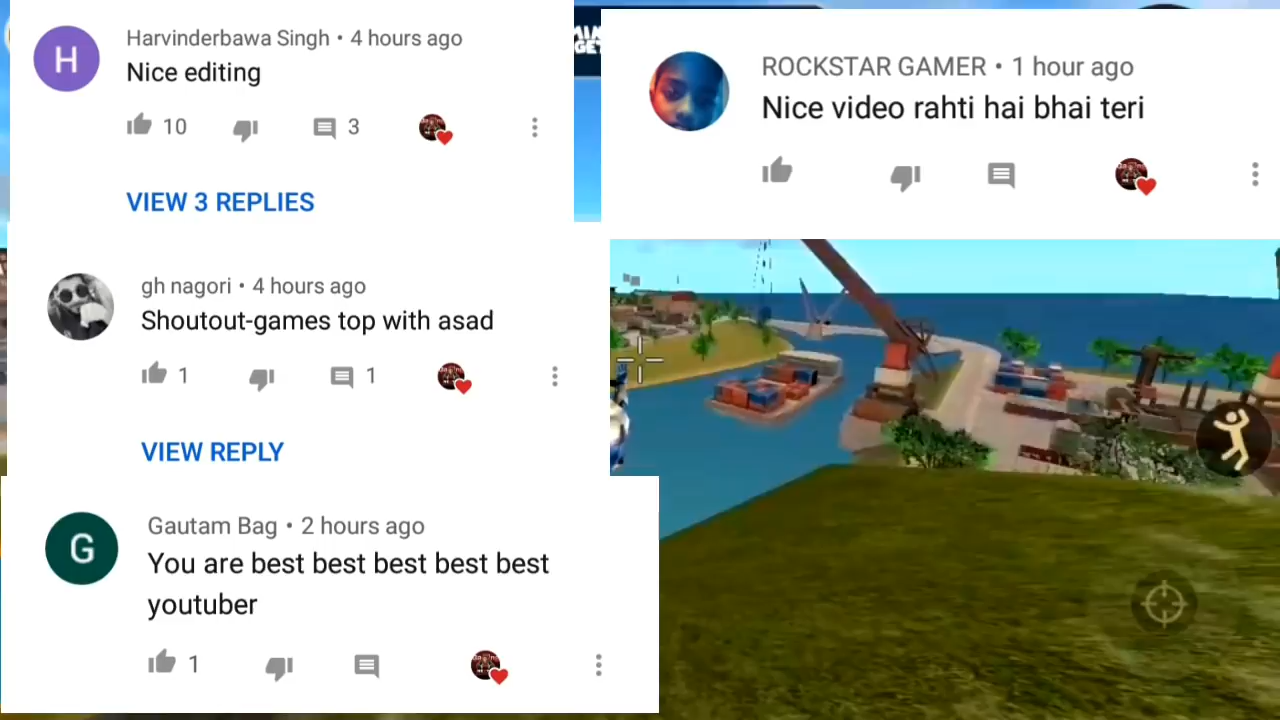 Harvinderbawa Singh • 4 hours ago
Nice editing
10
3
VIEW 3 REPLIES
gh nagori • 4 hours ago
Shoutout-games top with asad
1
1
VIEW REPLY
Gautam Bag • 2 hours ago
You are best best best best best
youtuber
1
ROCKSTAR GAMER • 1 hour ago
Nice video rahti hai bhai teri